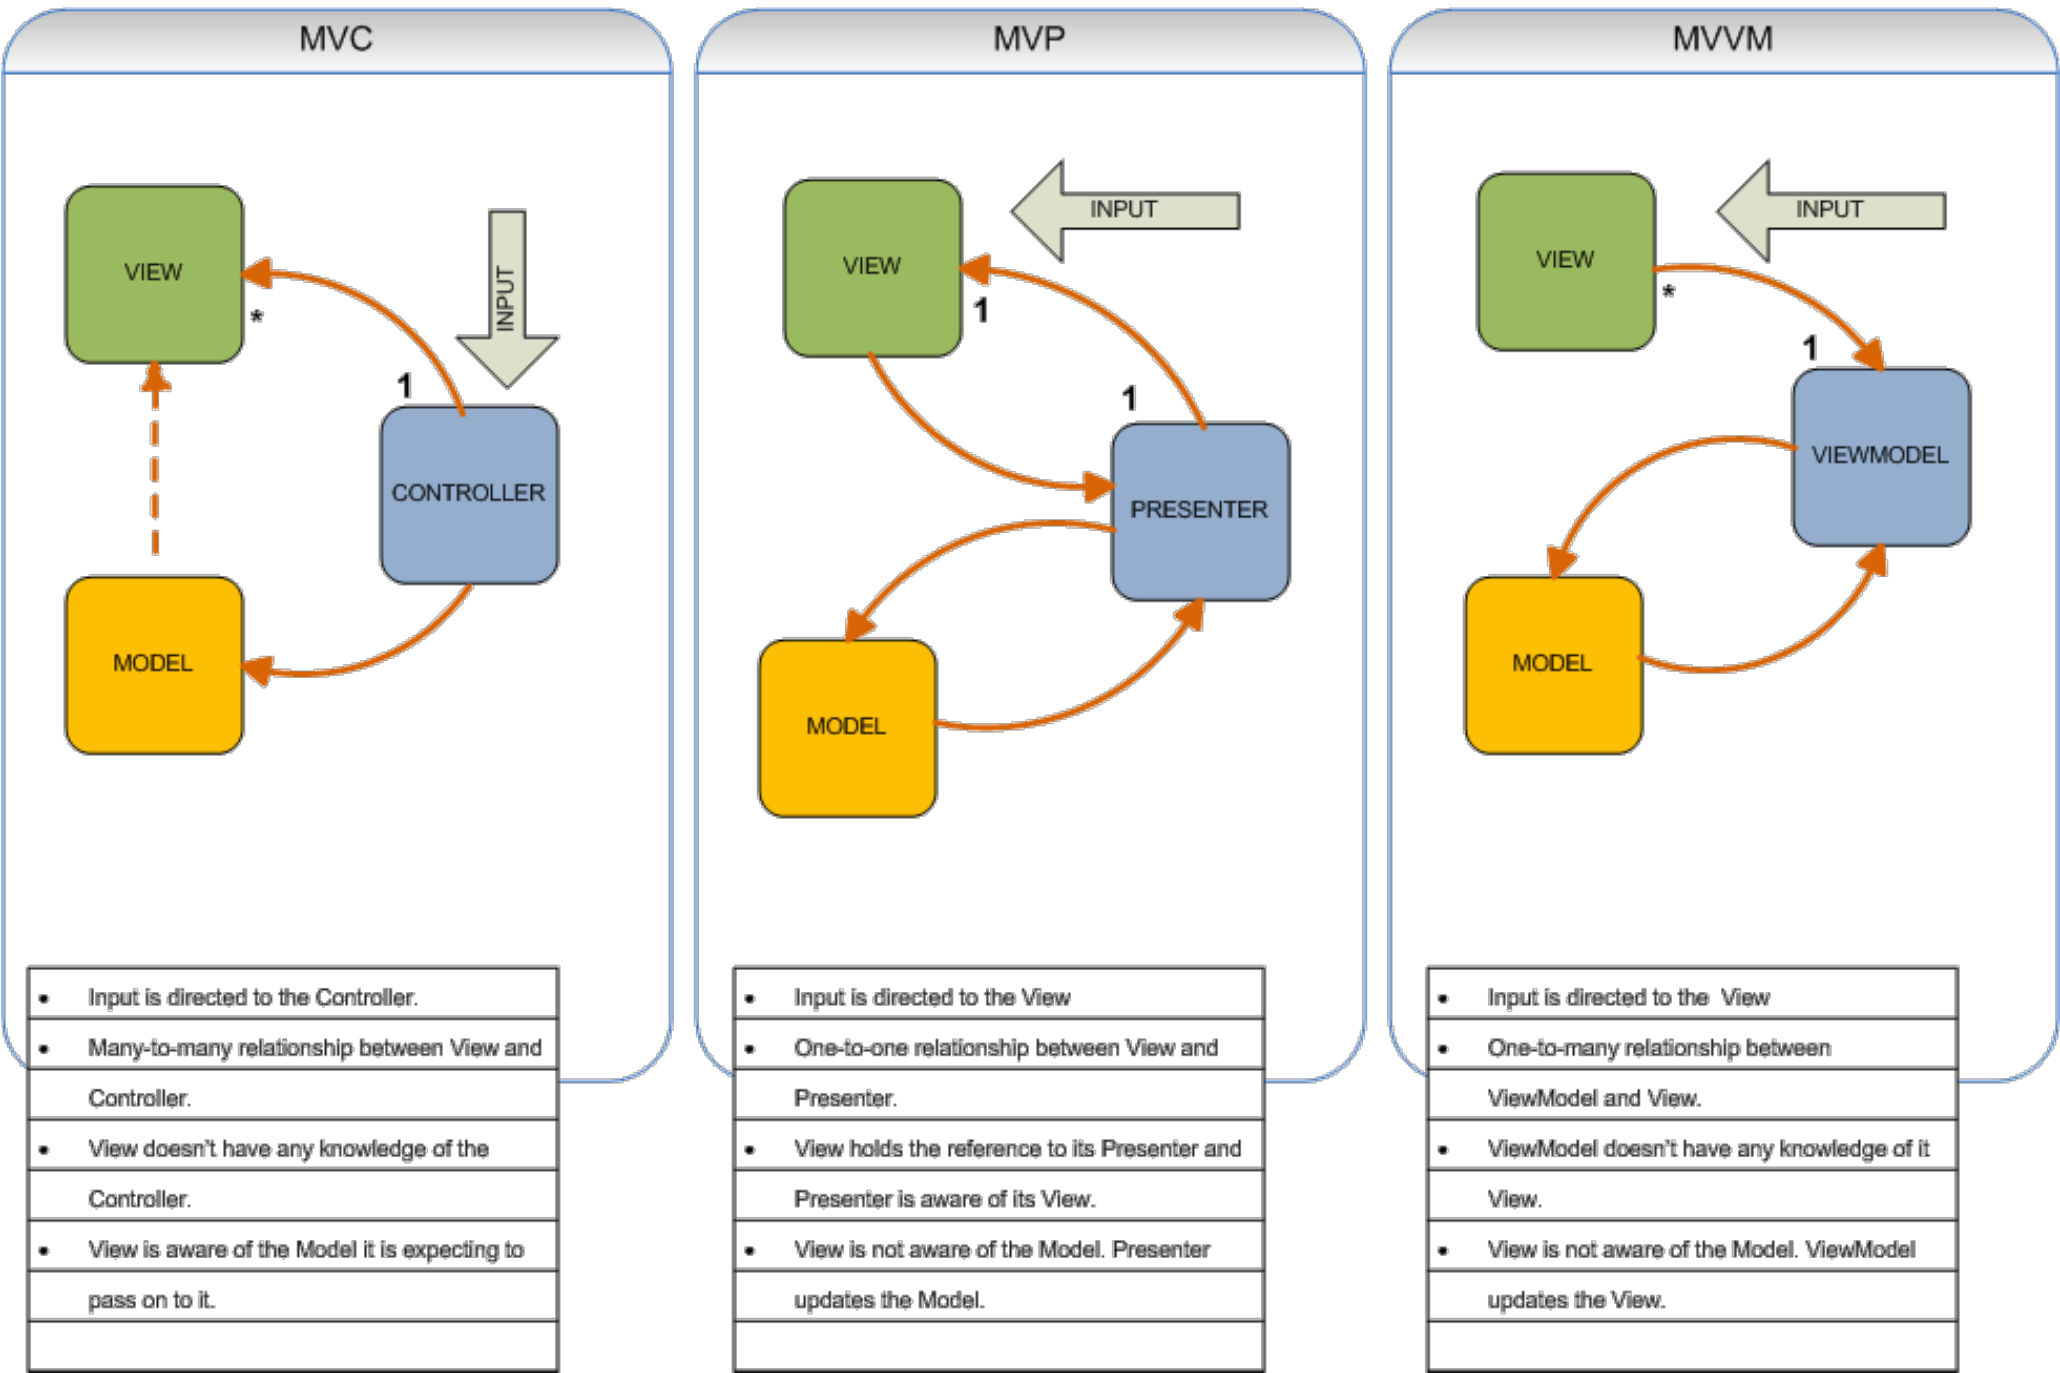 MVC
INPUT
VIEW
*
1
CONTROLLER
MODEL
• Input is directed to the Controller.
• Many-to-many relationship between View and
Controller.
• View doesn't have any knowledge of the
Controller.
• View is aware of the Model it is expecting to
pass on to it.
MVP
INPUT
VIEW
1
1
PRESENTER
MODEL
• Input is directed to the View
• One-to-one relationship between View and
Presenter.
• View holds the reference to its Presenter and
Presenter is aware of its View.
• View is not aware of the Model. Presenter
updates the Model.
MVVM
INPUT
VIEW
*
1
VIEWMODEL
MODEL
• Input is directed to the View
• One-to-many relationship between
ViewModel and View.
• ViewModel doesn't have any knowledge of it
View.
• View is not aware of the Model. ViewModel
updates the View.